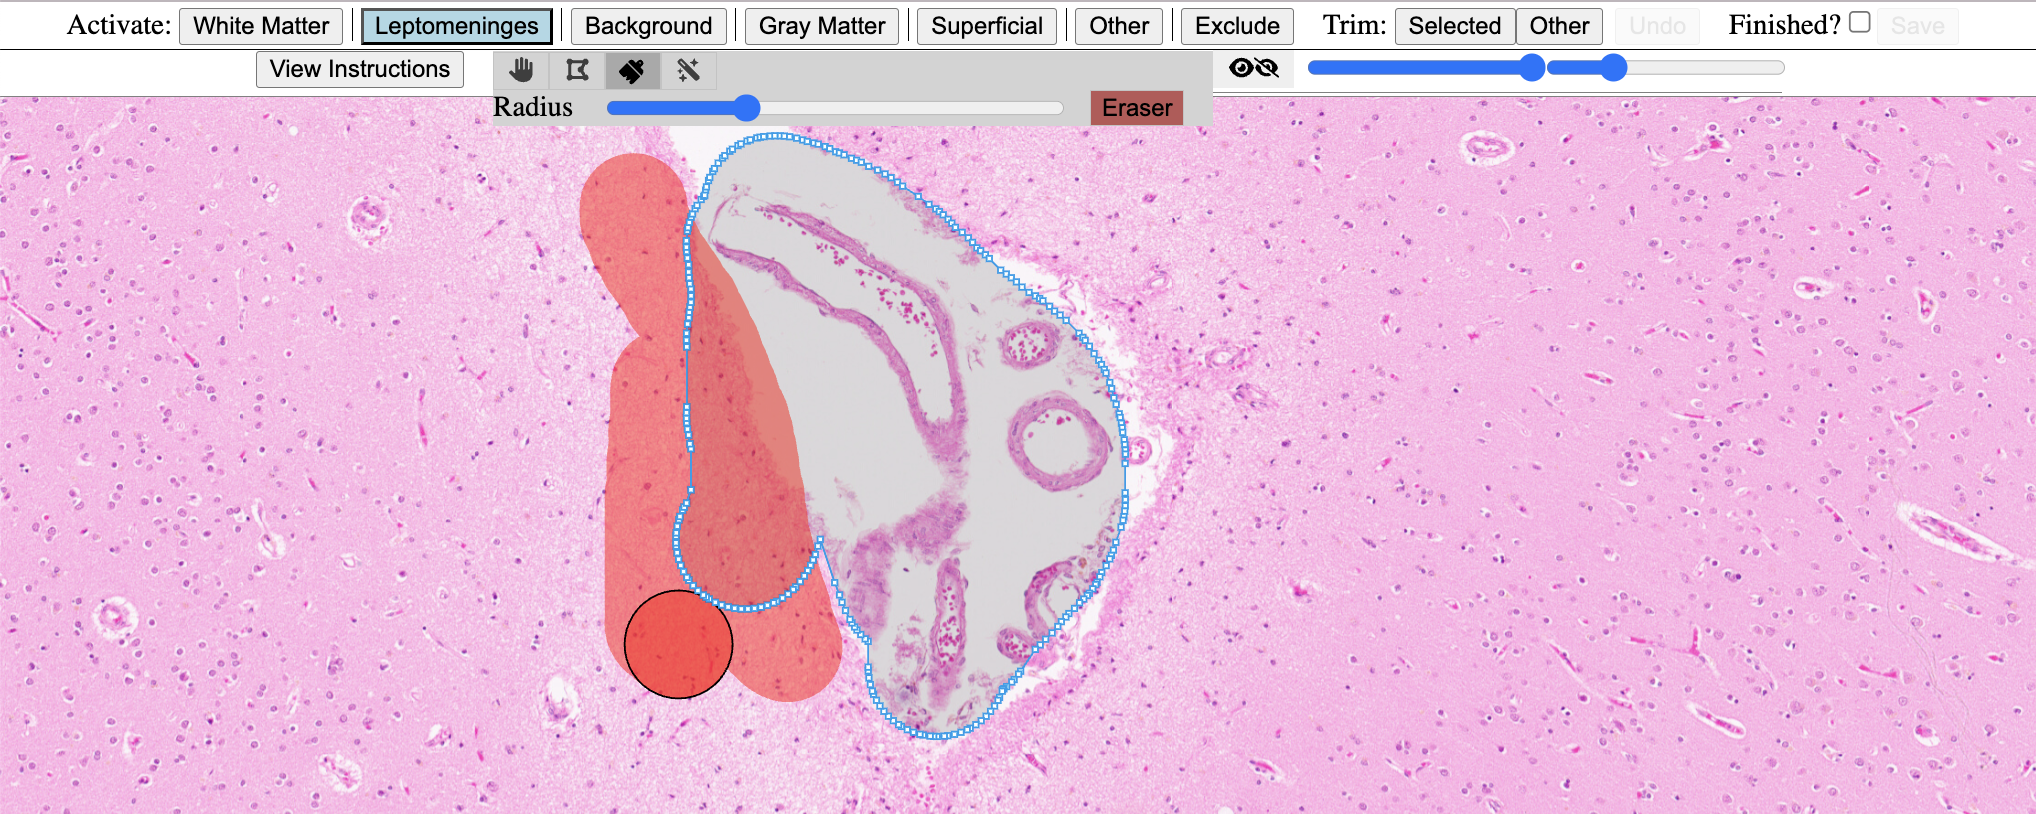 Activate: White Matter Leptomeninges Background Gray Matter Superficial Other Exclude Trim: Selected Other Undo Finished? Save
View Instructions
Radius Eraser